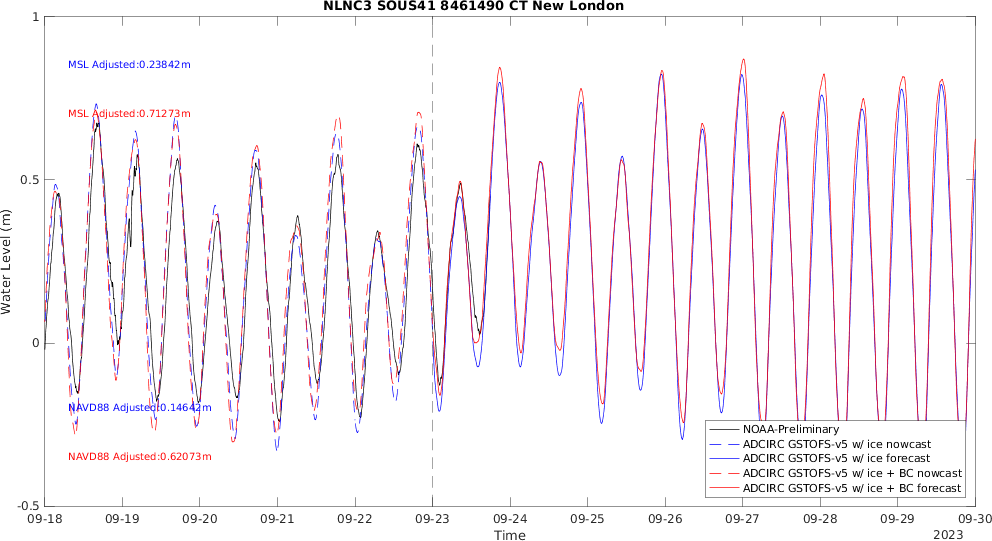 NLNC3 SOUS41 8461490 CT New London
1
MSL Adjusted:0.23842m
MSL Adjusted:0.71273m
0.5
Water Level (m)
0
NAVD88 Adjusted:0.14642m
NAVD88 Adjusted:0.62073m
-0.5
NOAA-Preliminary
ADCIRC GSTOFS-v5 w/ ice nowcast
ADCIRC GSTOFS-v5 w/ ice forecast
ADCIRC GSTOFS-v5 w/ ice + BC nowcast
ADCIRC GSTOFS-v5 w/ ice + BC forecast
09-18 09-19 09-20 09-21 09-22 09-23 09-24 09-25 09-26 09-27 09-28 09-29 09-30
Time
2023